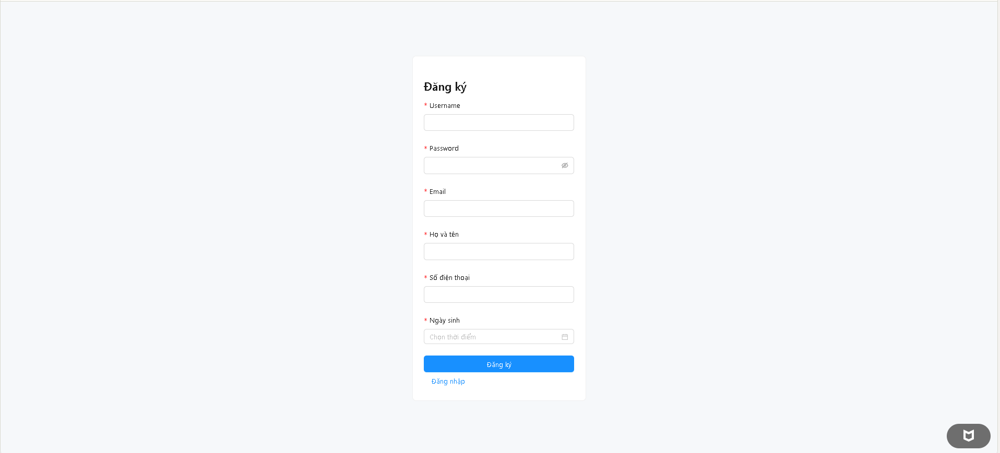 Đăng ký
* Username
* Password
* Email
* Họ và tên
* Số điện thoại
* Ngày sinh
Chọn thời điểm
Đăng ký
Đăng nhập